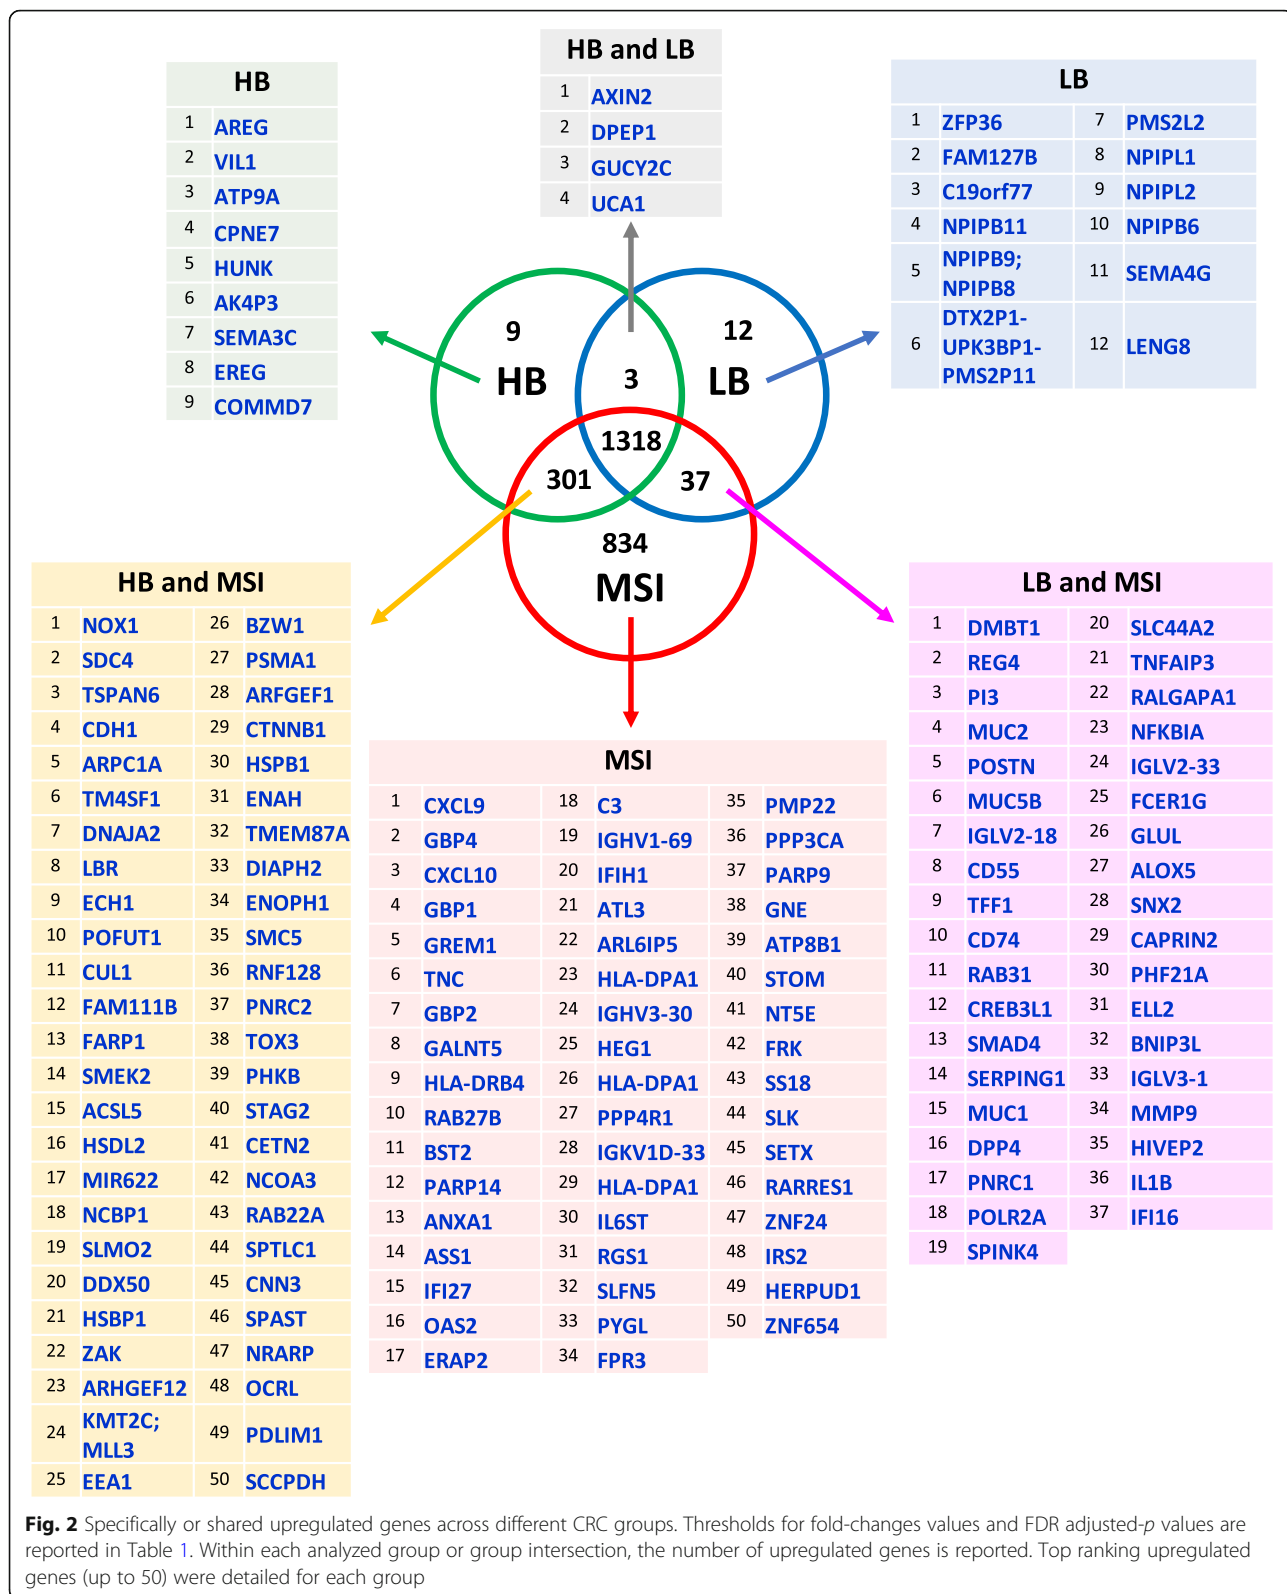 HB and LB
1 AXIN2
2 DPEP1
3 GUCY2C
4 UCA1
HB
1 AREG
2 VIL1
3 ATP9A
4 CPNE7
5 HUNK
6 AK4P3
7 SEMA3C
8 EREG
9 COMMD7
LB
1 ZFP36 7 PMS2L2
2 FAM127B 8 NPIPL1
3 C19orf77 9 NPIPL2
4 NPIPB11 10 NPIPB6
5 NPIPB9; 11 SEMA4G
NPIPB8
DTX2P1-
6 UPK3BP1- 12 LENG8
PMS2P11
9
HB
12
LB
3
1318
301
37
834
MSI
HB and MSI
1 NOX1 26 BZW1
2 SDC4 27 PSMA1
3 TSPAN6 28 ARFGEF1
4 CDH1 29 CTNNB1
5 ARPC1A 30 HSPB1
6 TM4SF1 31 ENAH
7 DNAJA2 32 TMEM87A
8 LBR 33 DIAPH2
9 ECH1 34 ENOPH1
10 POFUT1 35 SMC5
11 CUL1 36 RNF128
12 FAM111B 37 PNRC2
13 FARP1 38 TOX3
14 SMEK2 39 PHKB
15 ACSL5 40 STAG2
16 HSDL2 41 CETN2
17 MIR622 42 NCOA3
18 NCBP1 43 RAB22A
19 SLMO2 44 SPTLC1
20 DDX50 45 CNN3
21 HSBP1 46 SPAST
22 ZAK 47 NRARP
23 ARHGEF12 48 OCRL
24 KMT2C; 49 PDLIM1
MLL3
25 EEA1 50 SCCPDH
MSI
1 CXCL9 18 C3 35 PMP22
2 GBP4 19 IGHV1-69 36 PPP3CA
3 CXCL10 20 IFIH1 37 PARP9
4 GBP1 21 ATL3 38 GNE
5 GREM1 22 ARL6IP5 39 ATP8B1
6 TNC 23 HLA-DPA1 40 STOM
7 GBP2 24 IGHV3-30 41 NT5E
8 GALNT5 25 HEG1 42 FRK
9 HLA-DRB4 26 HLA-DPA1 43 SS18
10 RAB27B 27 PPP4R1 44 SLK
11 BST2 28 IGKV1D-33 45 SETX
12 PARP14 29 HLA-DPA1 46 RARRES1
13 ANXA1 30 IL6ST 47 ZNF24
14 ASS1 31 RGS1 48 IRS2
15 IFI27 32 SLFN5 49 HERPUD1
16 OAS2 33 PYGL 50 ZNF654
17 ERAP2 34 FPR3
LB and MSI
1 DMBT1 20 SLC44A2
2 REG4 21 TNFAIP3
3 PI3 22 RALGAPA1
4 MUC2 23 NFKBIA
5 POSTN 24 IGLV2-33
6 MUC5B 25 FCER1G
7 IGLV2-18 26 GLUL
8 CD55 27 ALOX5
9 TFF1 28 SNX2
10 CD74 29 CAPRIN2
11 RAB31 30 PHF21A
12 CREB3L1 31 ELL2
13 SMAD4 32 BNIP3L
14 SERPING1 33 IGLV3-1
15 MUC1 34 MMP9
16 DPP4 35 HIVEP2
17 PNRC1 36 IL1B
18 POLR2A 37 IFI16
19 SPINK4
Fig. 2 Specifically or shared upregulated genes across different CRC groups. Thresholds for fold-changes values and FDR adjusted-p values are
reported in Table 1. Within each analyzed group or group intersection, the number of upregulated genes is reported. Top ranking upregulated
genes (up to 50) were detailed for each group